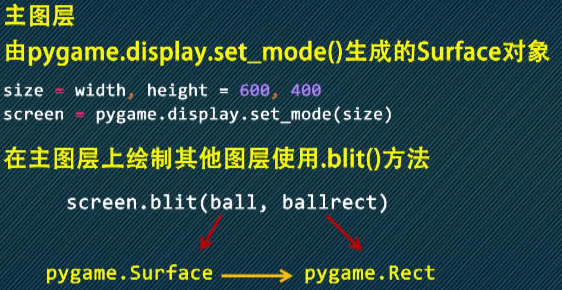 主图层
由pygame.display.set_mode()生成的Surface对象
size = width, height = 600, 400
screen = pygame.display.set_mode(size)
在主图层上绘制其他图层使用.blit()方法
screen.blit(ball, ballrect)
pygame.Surface pygame.Rect